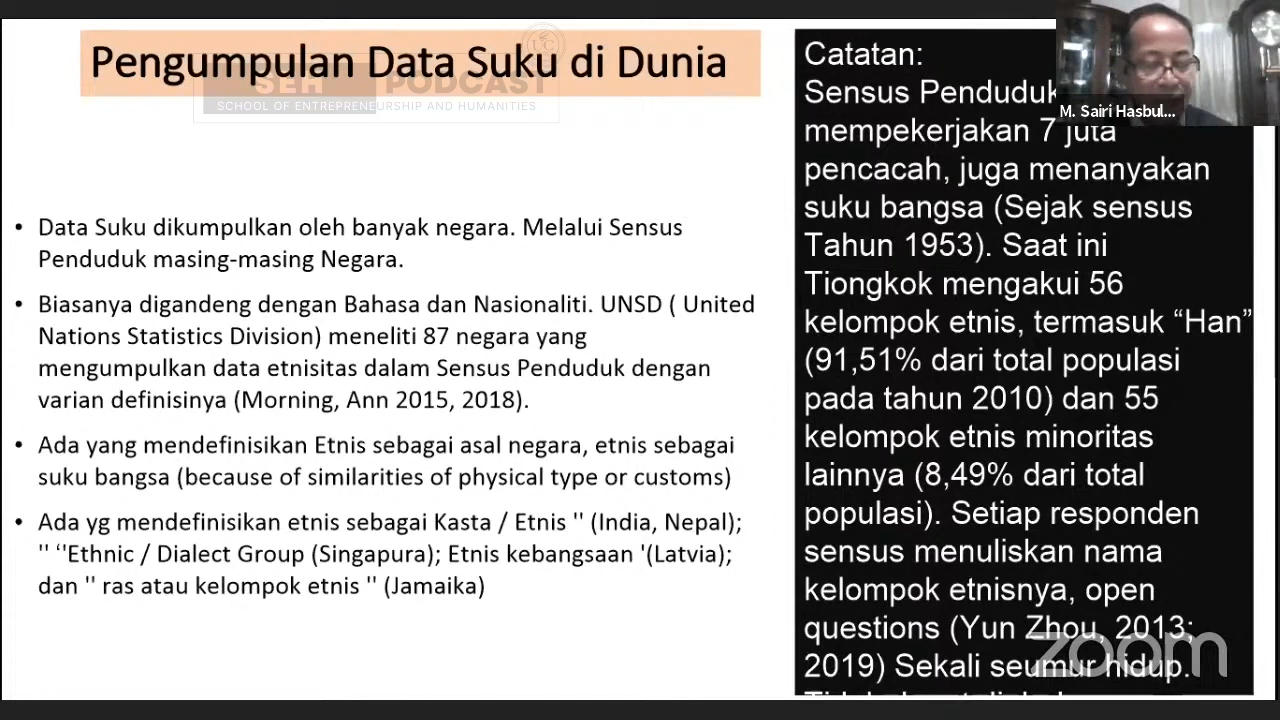 Pengumpulan Data Suku di Dunia
SEH PODCAST
SCHOOL OF ENTREPRENEURSHIP AND HUMANITIES
UC
• Data Suku dikumpulkan oleh banyak negara. Melalui Sensus
Penduduk masing-masing Negara.
• Biasanya digandeng dengan Bahasa dan Nasionaliti. UNSD ( United
Nations Statistics Division) meneliti 87 negara yang
mengumpulkan data etnisitas dalam Sensus Penduduk dengan
varian definisinya (Morning, Ann 2015, 2018).
• Ada yang mendefinisikan Etnis sebagai asal negara, etnis sebagai
suku bangsa (because of similarities of physical type or customs)
• Ada yg mendefinisikan etnis sebagai Kasta / Etnis '' (India, Nepal);
'' ‘'Ethnic / Dialect Group (Singapura); Etnis kebangsaan '(Latvia);
dan '' ras atau kelompok etnis '' (Jamaika)
Catatan:
Sensus Penduduk
mempekerjakan 7 juta
pencacah, juga menanyakan
suku bangsa (Sejak sensus
Tahun 1953). Saat ini
Tiongkok mengakui 56
kelompok etnis, termasuk “Han”
(91,51% dari total populasi
pada tahun 2010) dan 55
kelompok etnis minoritas
lainnya (8,49% dari total
populasi). Setiap responden
sensus menuliskan nama
kelompok etnisnya, open
questions (Yun Zhou, 2013;
2019) Sekali seumur hidup.
M. Sairi Hasbul...
zoom